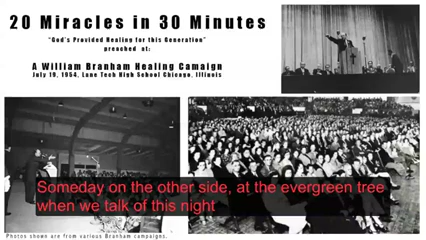 20 Miracles in 30 Minutes
"God's Provided Healing for this Generation"
preached at:
A William Branham Healing Camaign
July 19, 1954, Lane Tech High School Chicago, Illinois
Someday on the other side, at the evergreen tree
when we talk of this night
Photos shown are from various Branham campaigns.